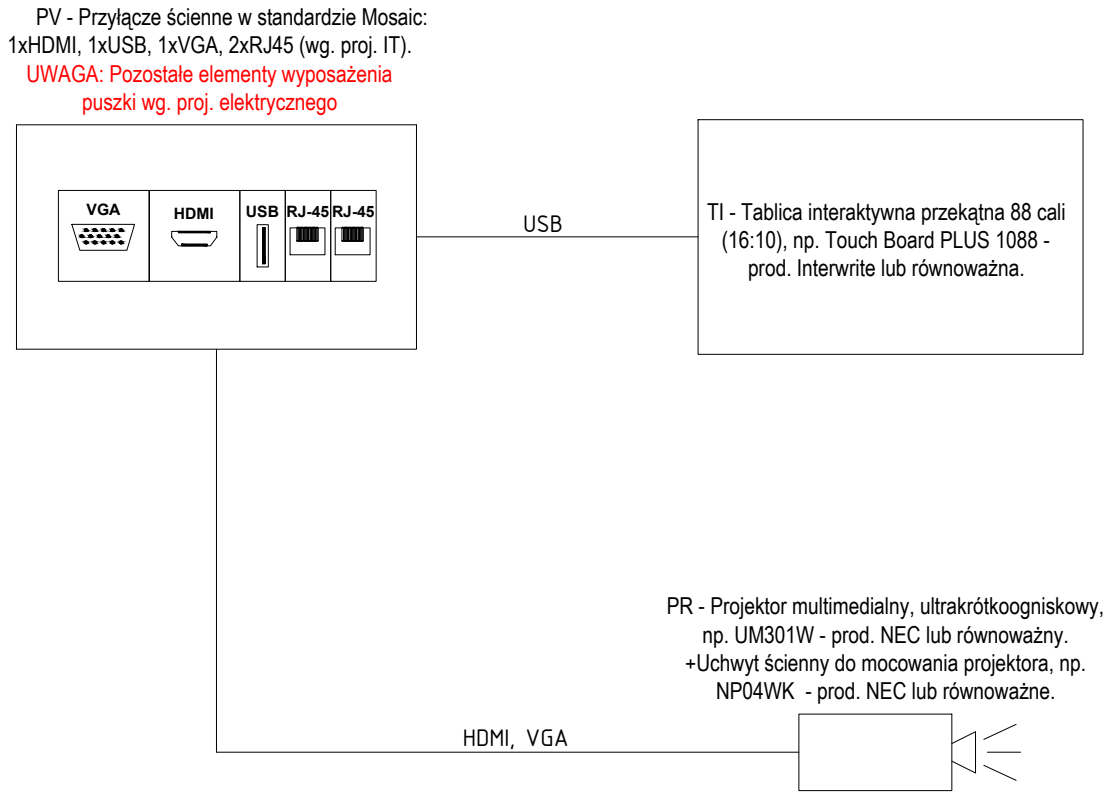 PV - Przyłącze ścienne w standardzie Mosaic:
1xHDMI, 1xUSB, 1xVGA, 2xRJ45 (wg. proj. IT).
UWAGA: Pozostałe elementy wyposażenia
puszki wg. proj. elektrycznego
VGA HDMI USB RJ-45 RJ-45
USB
TI - Tablica interaktywna przekątna 88 cali
(16:10), np. Touch Board PLUS 1088 -
prod. Interwrite lub równoważna.
PR - Projektor multimedialny, ultrakrótkoogniskowy,
np. UM301W - prod. NEC lub równoważny.
+Uchwyt ścienny do mocowania projektora, np.
NP04WK - prod. NEC lub równoważne.
HDMI, VGA